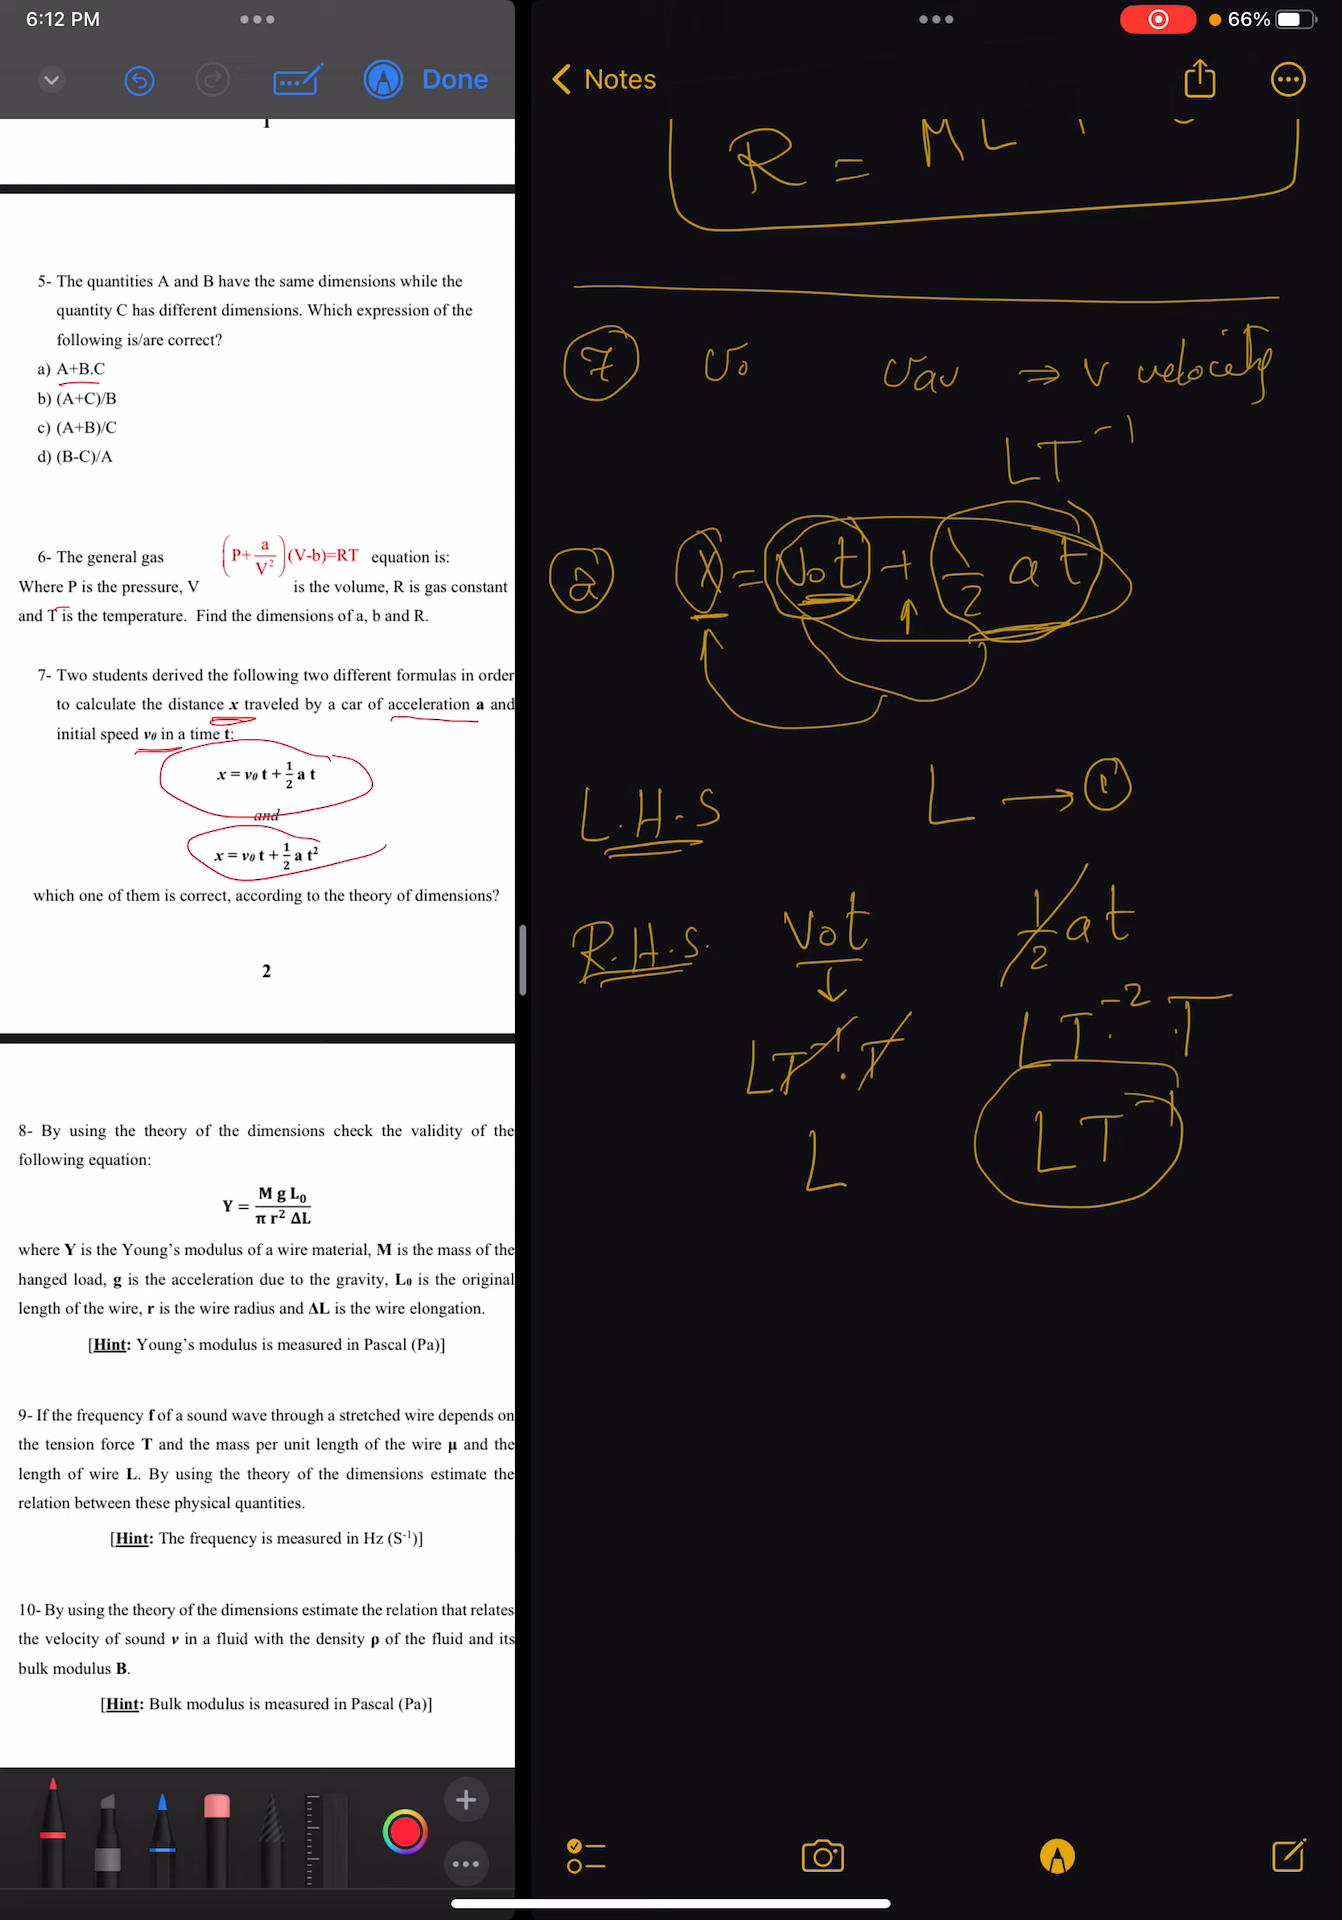 6:12 PM
66%
Done
Notes
1
5- The quantities A and B have the same dimensions while the
quantity C has different dimensions. Which expression of the
following is/are correct?
a) A+B.C
b) (A+C)/B
c) (A+B)/C
d) (B-C)/A
6- The general gas (P+ a/V²)(V-b)=RT equation is:
Where P is the pressure, V is the volume, R is gas constant
and T is the temperature. Find the dimensions of a, b and R.
7- Two students derived the following two different formulas in order
to calculate the distance x traveled by a car of acceleration a and
initial speed v₀ in a time t:
x = v₀ t + 1/2 a t
and
x = v₀ t + 1/2 a t²
which one of them is correct, according to the theory of dimensions?
2
8- By using the theory of the dimensions check the validity of the
following equation:
Y = M g L₀ / π r² ΔL
where Y is the Young's modulus of a wire material, M is the mass of the
hanged load, g is the acceleration due to the gravity, L₀ is the original
length of the wire, r is the wire radius and ΔL is the wire elongation.
[Hint: Young's modulus is measured in Pascal (Pa)]
9- If the frequency f of a sound wave through a stretched wire depends on
the tension force T and the mass per unit length of the wire μ and the
length of wire L. By using the theory of the dimensions estimate the
relation between these physical quantities.
[Hint: The frequency is measured in Hz (S⁻¹)]
10- By using the theory of the dimensions estimate the relation that relates
the velocity of sound v in a fluid with the density ρ of the fluid and its
bulk modulus B.
[Hint: Bulk modulus is measured in Pascal (Pa)]
R = ML
7 v₀ vav ⇒ v velocity
LT⁻¹
a x = v₀t + 1/2 a t
L.H.S L → 1
R.H.S. v₀t 1/2 at
LT⁻¹.T LT⁻².T
L LT⁻¹